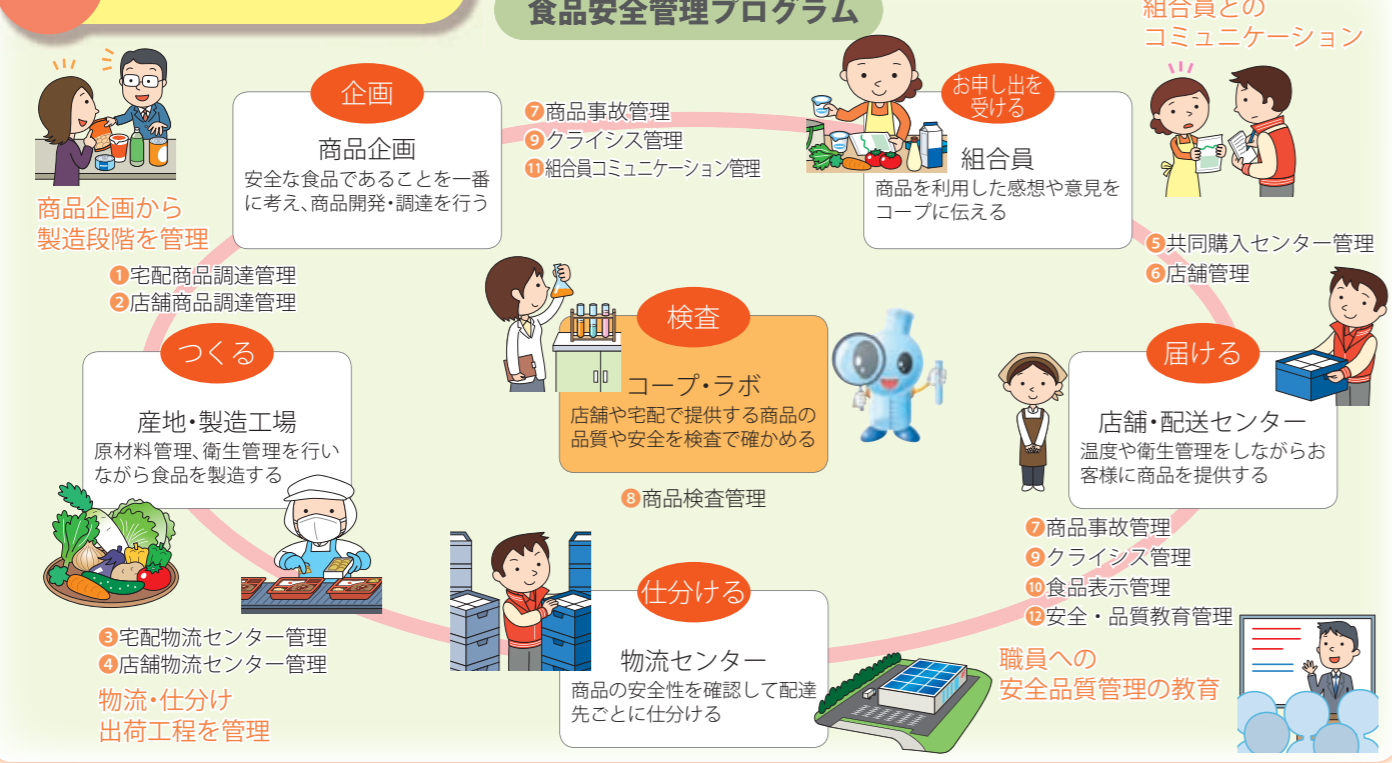 食品安全管理プログラム
組合員との
コミュニケーション
企画
商品企画
安全な食品であることを一番
に考え、商品開発・調達を行う
❼商品事故管理
❾クライシス管理
⓫組合員コミュニケーション管理
お申し出を
受ける
組合員
商品を利用した感想や意見を
コープに伝える
商品企画から
製造段階を管理
❶宅配商品調達管理
❷店舗商品調達管理
❺共同購入センター管理
❻店舗管理
つくる
産地・製造工場
原材料管理、衛生管理を行い
ながら食品を製造する
検査
コープ・ラボ
店舗や宅配で提供する商品の
品質や安全を検査で確かめる
❽商品検査管理
届ける
店舗・配送センター
温度や衛生管理をしながらお
客様に商品を提供する
❼商品事故管理
❾クライシス管理
❿食品表示管理
⓬安全・品質教育管理
職員への
安全品質管理の教育
❸宅配物流センター管理
❹店舗物流センター管理
物流・仕分け
出荷工程を管理
仕分ける
物流センター
商品の安全性を確認して配達
先ごとに仕分ける